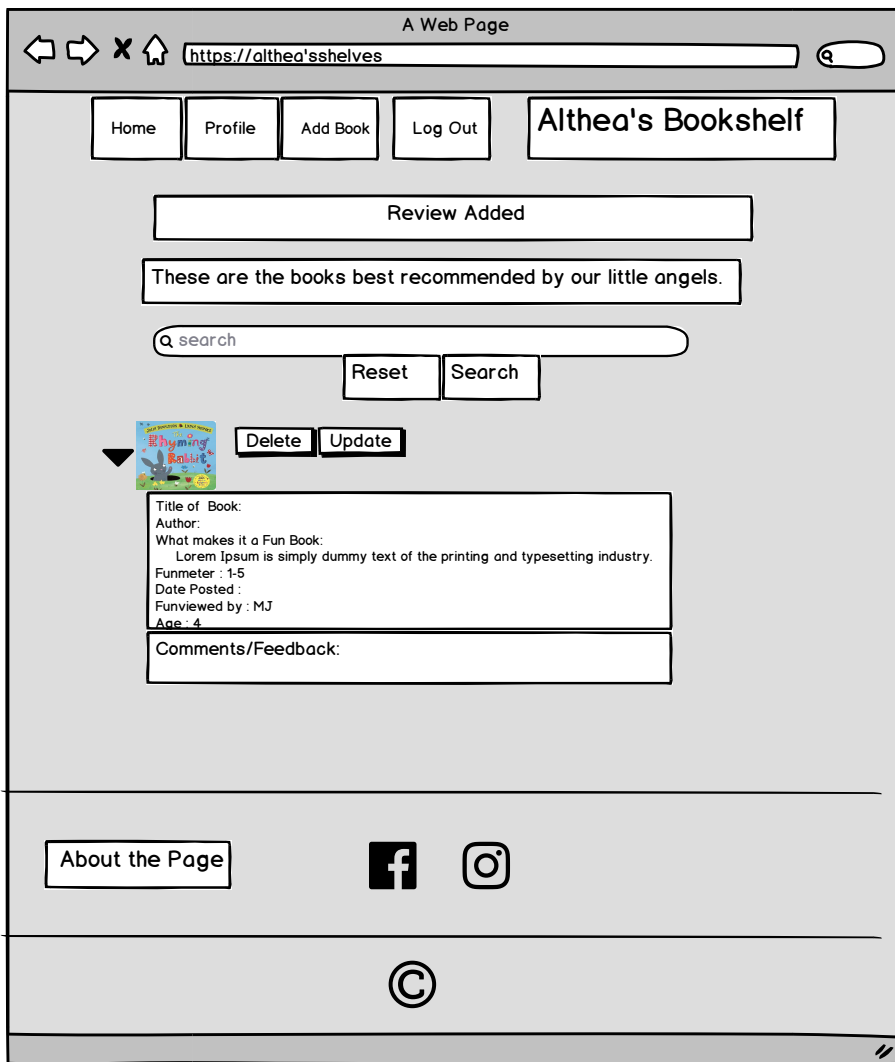 A Web Page
https://althea'sshelves
Home
Profile
Add Book
Log Out
Althea's Bookshelf
Review Added
These are the books best recommended by our little angels.
search
Reset
Search
Rhyming
Rabbit
Delete
Update
Title of Book:
Author:
What makes it a Fun Book:
Lorem Ipsum is simply dummy text of the printing and typesetting industry.
Funmeter : 1-5
Date Posted :
Funviewed by : MJ
Age : 4
Comments/Feedback:
About the Page
©